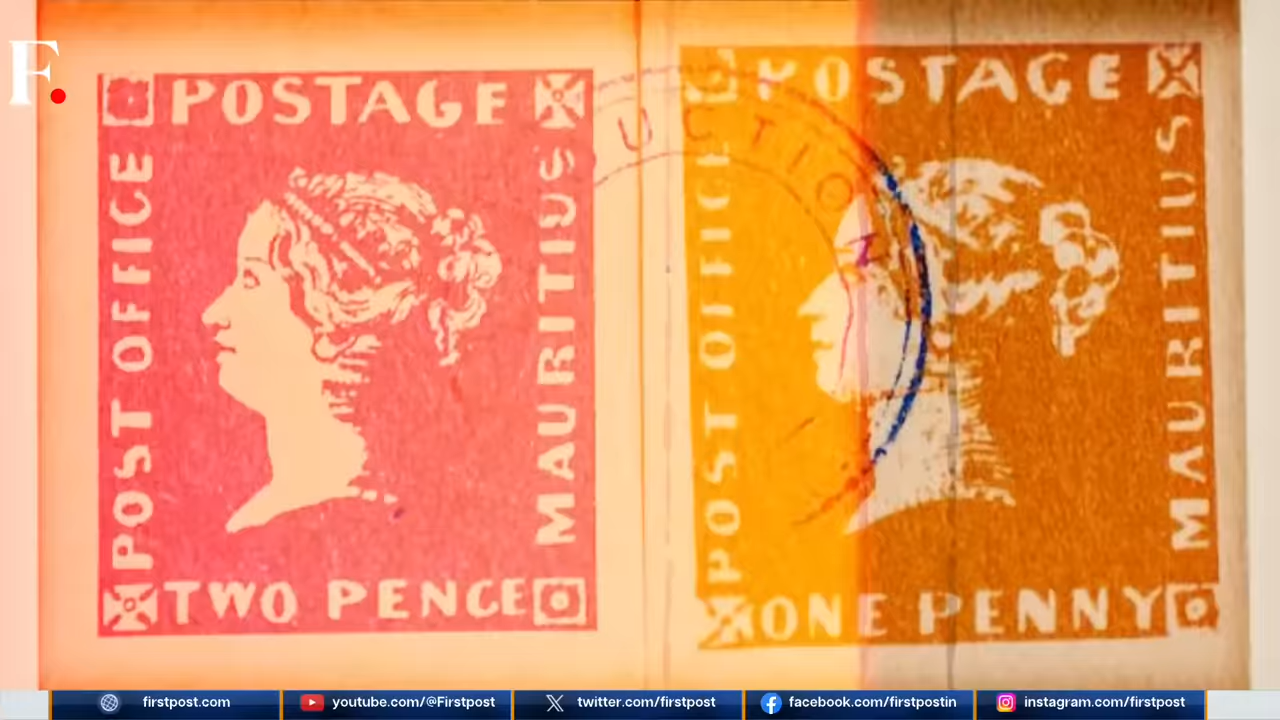 F.
POSTAGE
POST OFFICE
MAURITIUS
TWO PENCE
POSTAGE
POST OFFICE
MAURITIUS
ONE PENNY
UCTIO
firstpost.com
youtube.com/@Firstpost
twitter.com/firstpost
facebook.com/firstpostin
instagram.com/firstpost